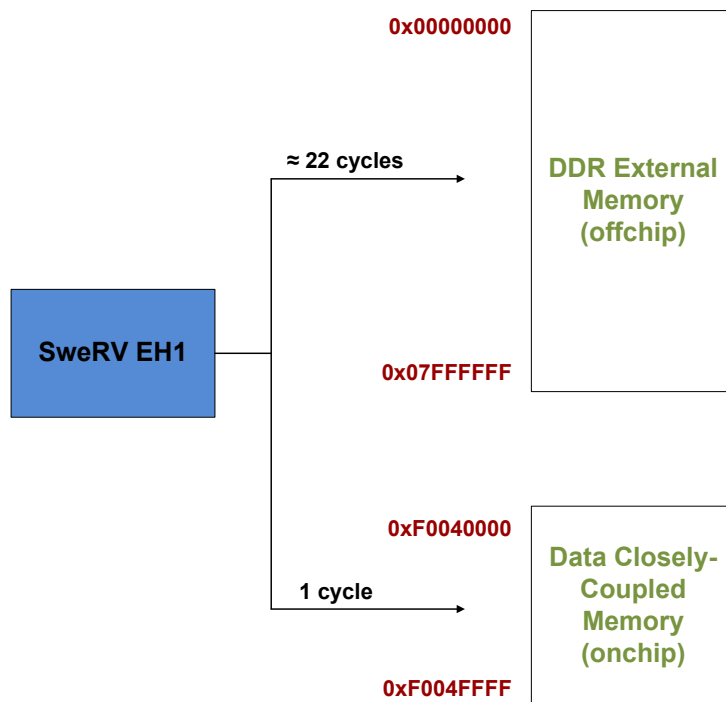 0x00000000
≈ 22 cycles
DDR External
Memory
(offchip)
SweRV EH1
0x07FFFFFF
0xF0040000
Data Closely-
Coupled
Memory
(onchip)
1 cycle
0xF004FFFF